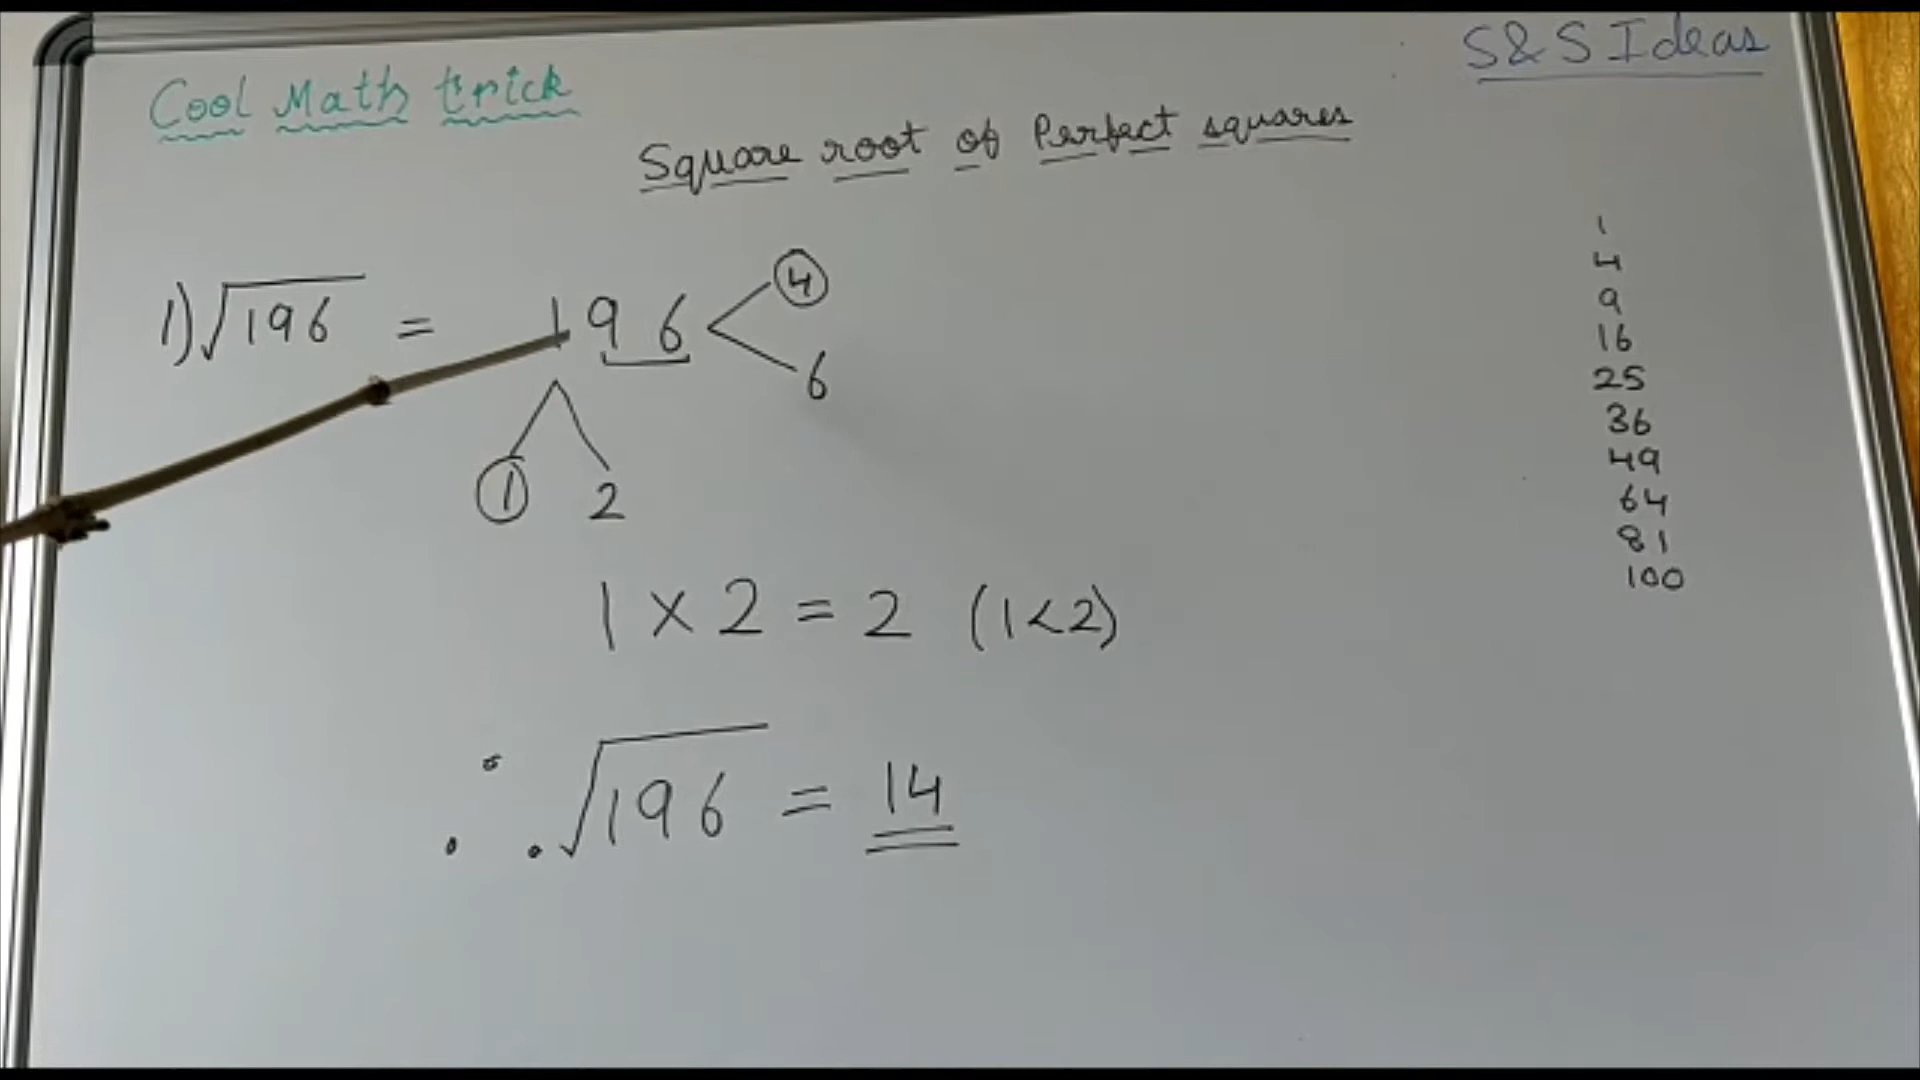 S&S Ideas
Cool Math trick
Square root of Perfect squares
1) √196 = 196 < 4
6
1 2
1 × 2 = 2 (1<2)
∴ √196 = 14
1
4
9
16
25
36
49
64
81
100